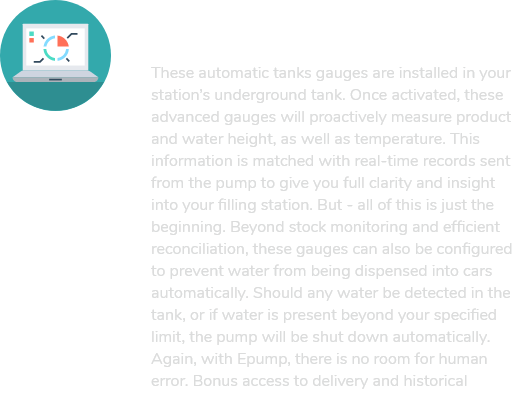 These automatic tanks gauges are installed in your
station's underground tank. Once activated, these
advanced gauges will proactively measure product
and water height, as well as temperature. This
information is matched with real-time records sent
from the pump to give you full clarity and insight
into your filling station. But - all of this is just the
beginning. Beyond stock monitoring and efficient
reconciliation, these gauges can also be configured
to prevent water from being dispensed into cars
automatically. Should any water be detected in the
tank, or if water is present beyond your specified
limit, the pump will be shut down automatically.
Again, with Epump, there is no room for human
error. Bonus access to delivery and historical